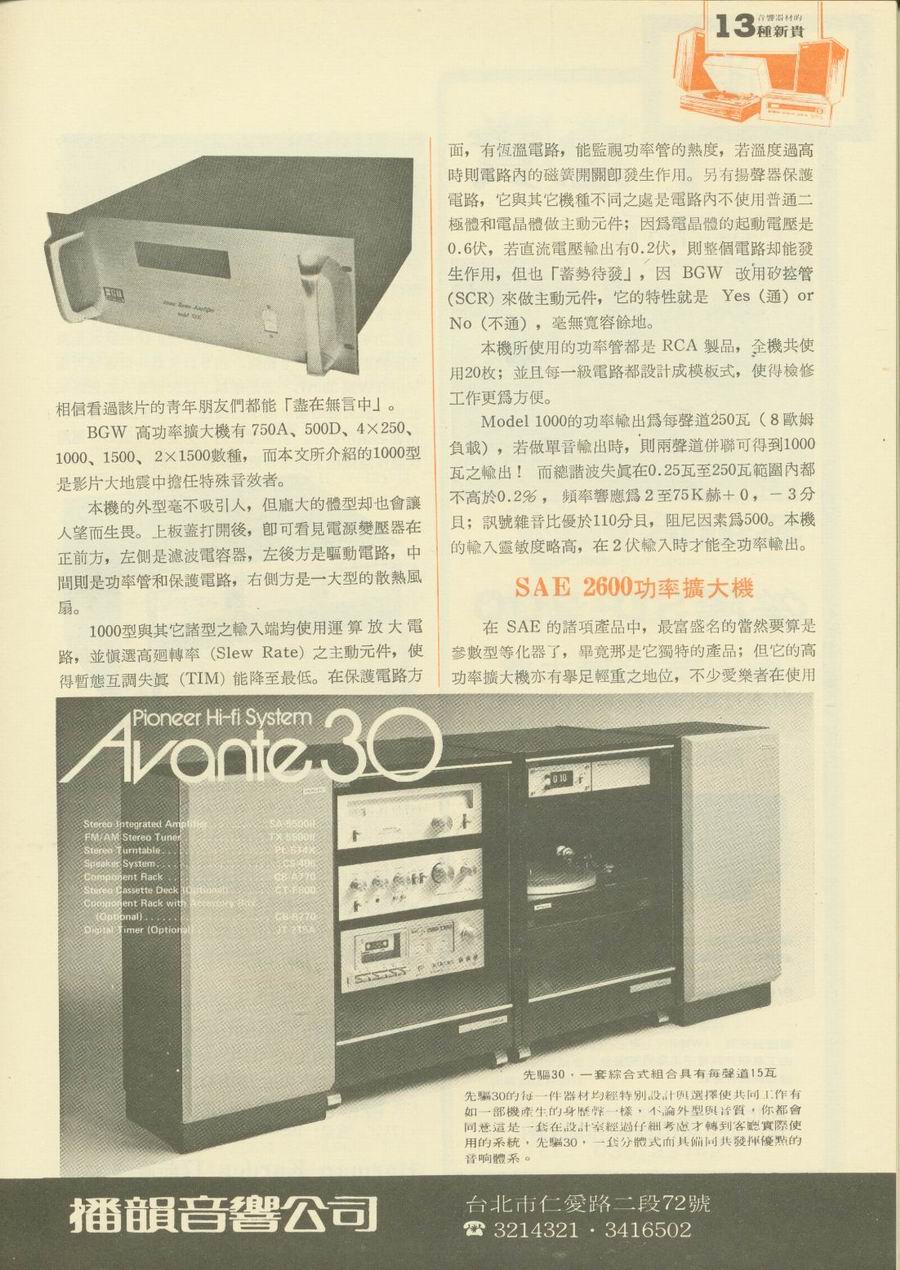 13
音響器材的
種新貴
BGW
相信看過該片的青年朋友們都能「盡在無言中」。
BGW 高功率擴大機有 750A、500D、4×250、
1000、1500、2×1500數種，而本文所介紹的1000型
是影片大地震中擔任特殊音效者。
本機的外型毫不吸引人，但龐大的體型却也會讓
人望而生畏。上板蓋打開後，卽可看見電源變壓器在
正前方，左側是濾波電容器，左後方是驅動電路，中
間則是功率管和保護電路，右側方是一大型的散熱風
扇。
1000型與其它諸型之輸入端均使用運算放大電
路，並愼選高廻轉率 (Slew Rate) 之主動元件，使
得暫態互調失眞 (TIM) 能降至最低。在保護電路方
面，有恆溫電路，能監視功率管的熱度，若溫度過高
時則電路內的磁簧開關卽發生作用。另有揚聲器保護
電路，它與其它機種不同之處是電路內不使用普通二
極體和電晶體做主動元件；因爲電晶體的起動電壓是
0.6伏，若直流電壓輸出有0.2伏，則整個電路却能發
生作用，但也「蓄勢待發」，因 BGW 改用矽控管
(SCR) 來做主動元件，它的特性就是 Yes（通）or
No（不通），毫無寬容餘地。
本機所使用的功率管都是 RCA 製品，全機共使
用20枚；並且每一級電路都設計成模板式，使得檢修
工作更爲方便。
Model 1000的功率輸出爲每聲道250瓦（8歐姆
負載），若做單音輸出時，則兩聲道併聯可得到1000
瓦之輸出！ 而總諧波失眞在0.25瓦至250瓦範圍內都
不高於0.2%，頻率響應爲2至75K赫＋0，－3分
貝；訊號雜音比優於110分貝，阻尼因素爲500。本機
的輸入靈敏度略高，在2伏輸入時才能全功率輸出。
SAE 2600功率擴大機
在 SAE 的諸項產品中，最富盛名的當然要算是
參數型等化器了，畢竟那是它獨特的產品；但它的高
功率擴大機亦有舉足輕重之地位，不少愛樂者在使用
Pioneer Hi-fi System
Avante 30
Stereo Integrated Amplifier . . . . . . . . . SA-5500II
FM/AM Stereo Tuner . . . . . . . . . TX-5500II
Stereo Turntable . . . . . . . . . PL-514X
Speaker System . . . . . . . . . CS-406
Component Rack . . . . . . . . . CB-A770
Stereo Cassette Deck (Optional) . . . . . CT-F800
Component Rack with Accessory Box
(Optional) . . . . . . . . . CB-B770
Digital Timer (Optional) . . . . . JT-215A
先驅30，一套綜合式組合具有每聲道15瓦
先驅30的每一件器材均經特別設計與選擇使共同工作有
如一部機產生的身歷聲一樣，不論外型與音質，你都會
同意這是一套在設計室經過仔細考慮才轉到客廳實際使
用的系統，先驅30，一套分體式而具備同共發揮優點的
音响體系。
播韻音響公司
台北市仁愛路二段72號
☎ 3214321・3416502